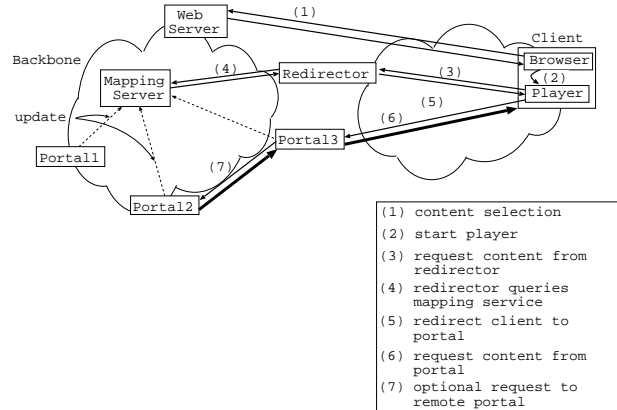 Web
Server
(1)
Client
Browser
(2)
Player
Backbone
Mapping
Server
(4)
Redirector
(3)
update
(5)
(6)
Portal1
Portal3
(7)
Portal2
(1) content selection
(2) start player
(3) request content from
redirector
(4) redirector queries
mapping service
(5) redirect client to
portal
(6) request content from
portal
(7) optional request to
remote portal